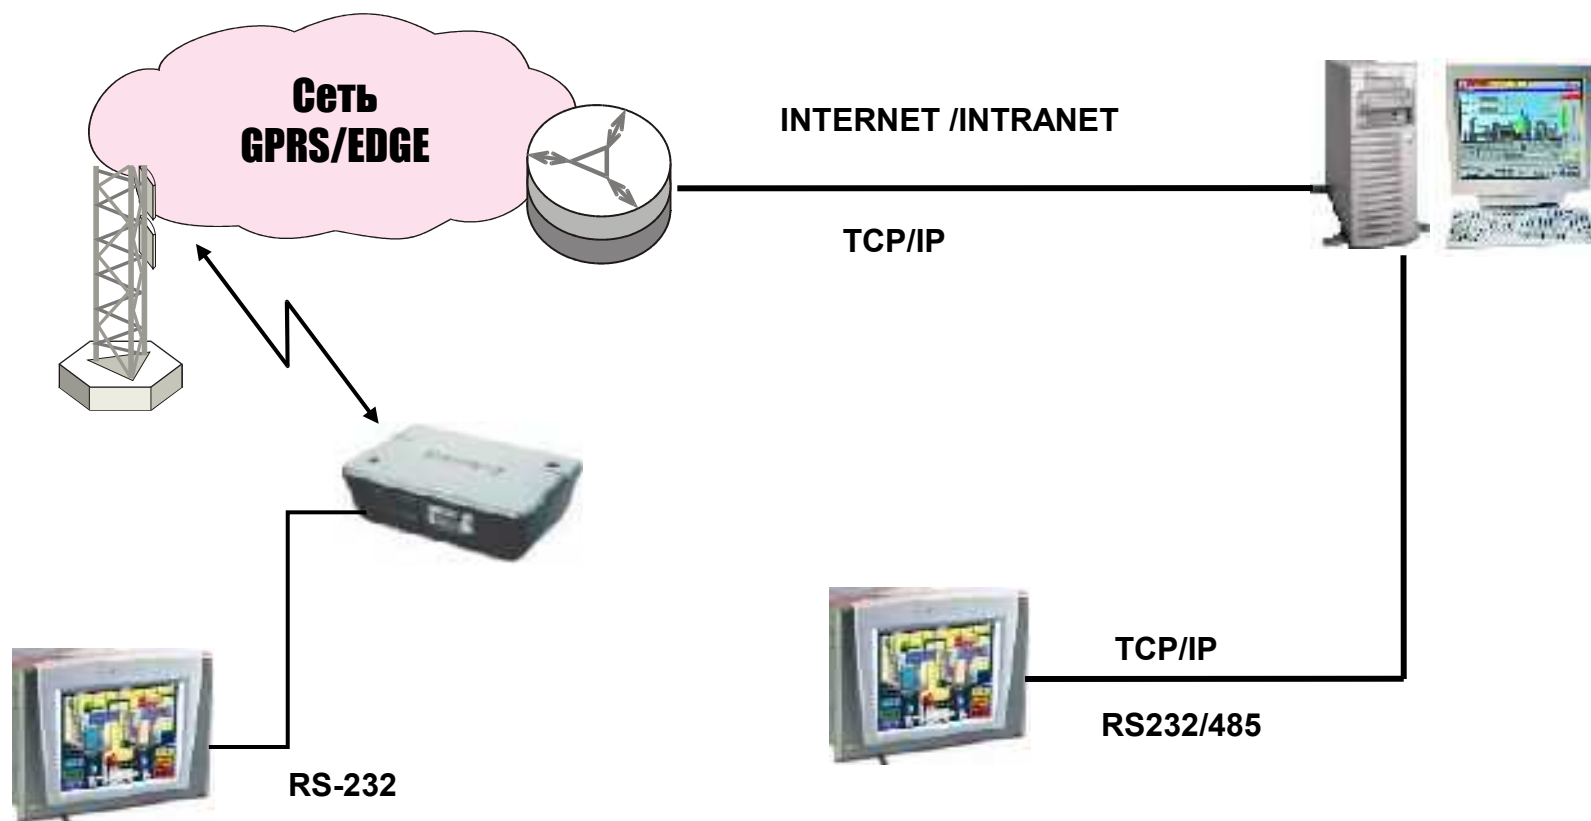 Сеть
GPRS/EDGE
INTERNET /INTRANET
TCP/IP
TCP/IP
RS232/485
RS-232